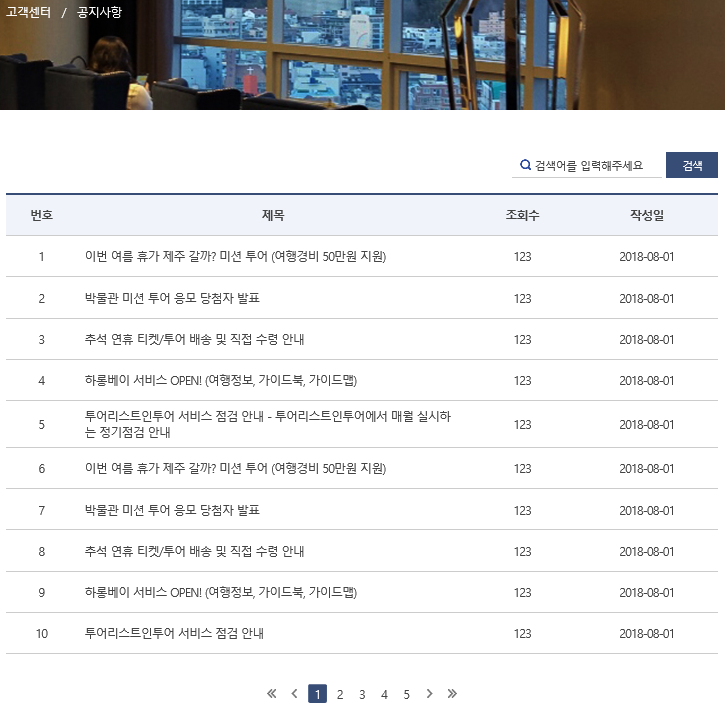 고객센터 / 공지사항
검색어를 입력해주세요 검색
번호 제목 조회수 작성일
1 이번 여름 휴가 제주 갈까? 미션 투어 (여행경비 50만원 지원) 123 2018-08-01
2 박물관 미션 투어 응모 당첨자 발표 123 2018-08-01
3 추석 연휴 티켓/투어 배송 및 직접 수령 안내 123 2018-08-01
4 하롱베이 서비스 OPEN! (여행정보, 가이드북, 가이드맵) 123 2018-08-01
5 투어리스트인투어 서비스 점검 안내 - 투어리스트인투어에서 매월 실시하
는 정기점검 안내 123 2018-08-01
6 이번 여름 휴가 제주 갈까? 미션 투어 (여행경비 50만원 지원) 123 2018-08-01
7 박물관 미션 투어 응모 당첨자 발표 123 2018-08-01
8 추석 연휴 티켓/투어 배송 및 직접 수령 안내 123 2018-08-01
9 하롱베이 서비스 OPEN! (여행정보, 가이드북, 가이드맵) 123 2018-08-01
10 투어리스트인투어 서비스 점검 안내 123 2018-08-01
1 2 3 4 5